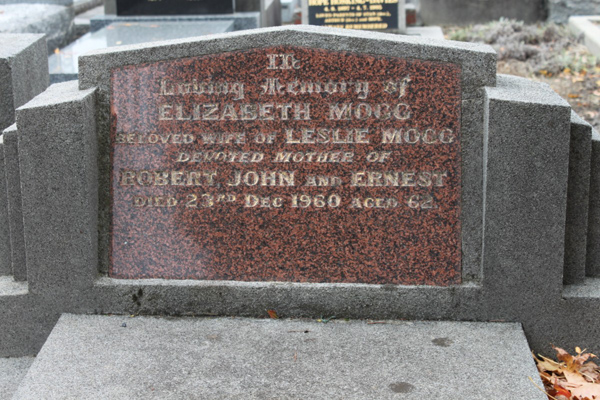 In
Loving Memory of
ELIZABETH MOGG
BELOVED WIFE OF LESLIE MOGG
DEVOTED MOTHER OF
ROBERT JOHN AND ERNEST
DIED 23RD DEC 1960 AGED 62